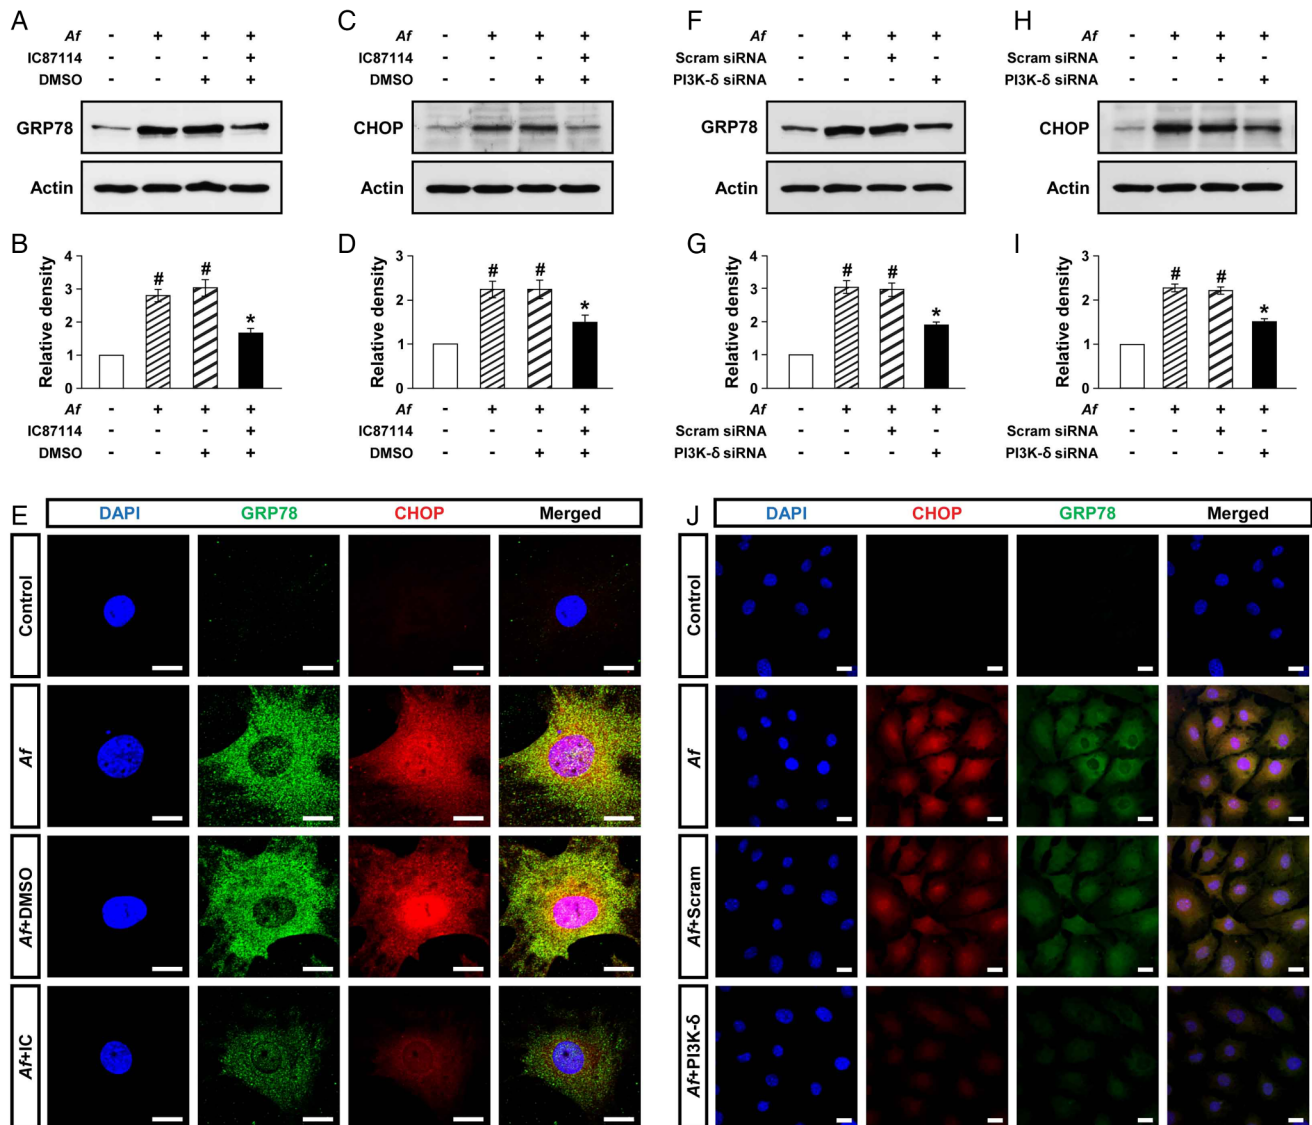 A
Af - + + +
IC87114 - - - +
DMSO - - + +
GRP78
Actin
B
Relative density
4
3
2
1
0
# # *
Af - + + +
IC87114 - - - +
DMSO - - + +
C
Af - + + +
IC87114 - - - +
DMSO - - + +
CHOP
Actin
D
Relative density
3
2
1
0
# # *
Af - + + +
IC87114 - - - +
DMSO - - + +
F
Af - + + +
Scram siRNA - - + -
PI3K-δ siRNA - - - +
GRP78
Actin
G
Relative density
4
3
2
1
0
# # *
Af - + + +
Scram siRNA - - + -
PI3K-δ siRNA - - - +
H
Af - + + +
Scram siRNA - - + -
PI3K-δ siRNA - - - +
CHOP
Actin
I
Relative density
3
2
1
0
# # *
Af - + + +
Scram siRNA - - + -
PI3K-δ siRNA - - - +
E
DAPI GRP78 CHOP Merged
Control
Af
Af+DMSO
Af+IC
J
DAPI CHOP GRP78 Merged
Control
Af
Af+Scram
Af+PI3K-δ